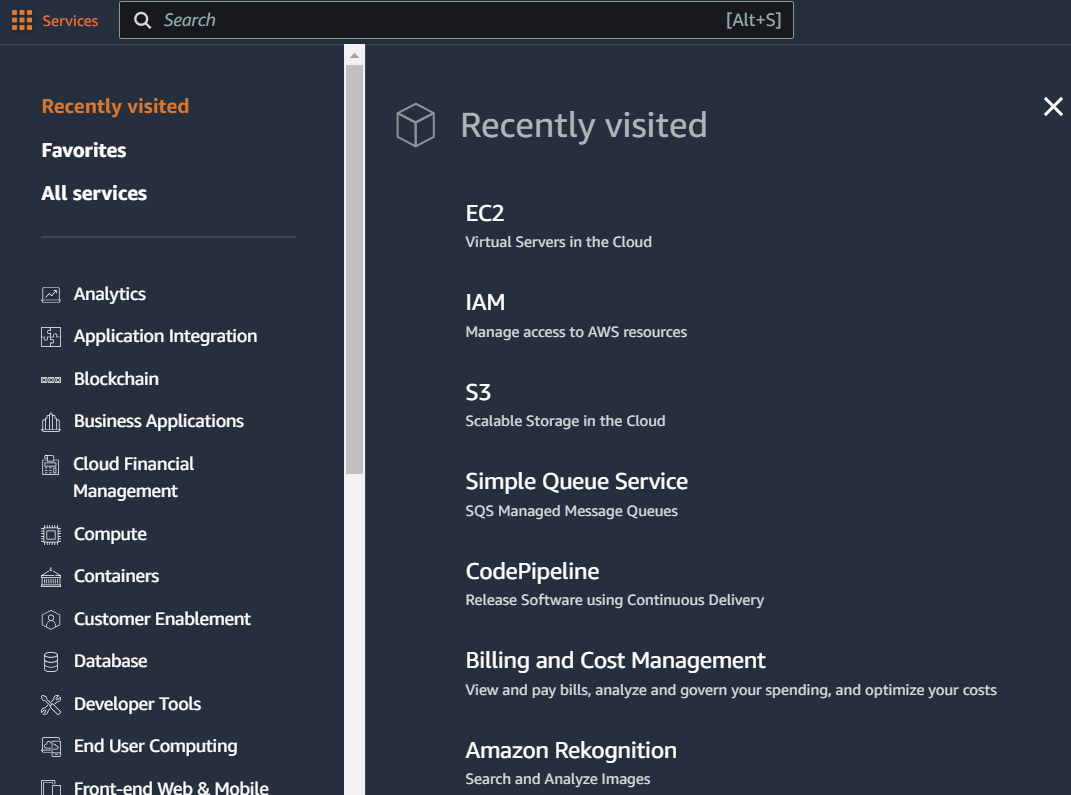 Services
Search [Alt+S]
Recently visited
Favorites
All services
Analytics
Application Integration
Blockchain
Business Applications
Cloud Financial
Management
Compute
Containers
Customer Enablement
Database
Developer Tools
End User Computing
Front-end Web & Mobile
Recently visited
EC2
Virtual Servers in the Cloud
IAM
Manage access to AWS resources
S3
Scalable Storage in the Cloud
Simple Queue Service
SQS Managed Message Queues
CodePipeline
Release Software using Continuous Delivery
Billing and Cost Management
View and pay bills, analyze and govern your spending, and optimize your costs
Amazon Rekognition
Search and Analyze Images